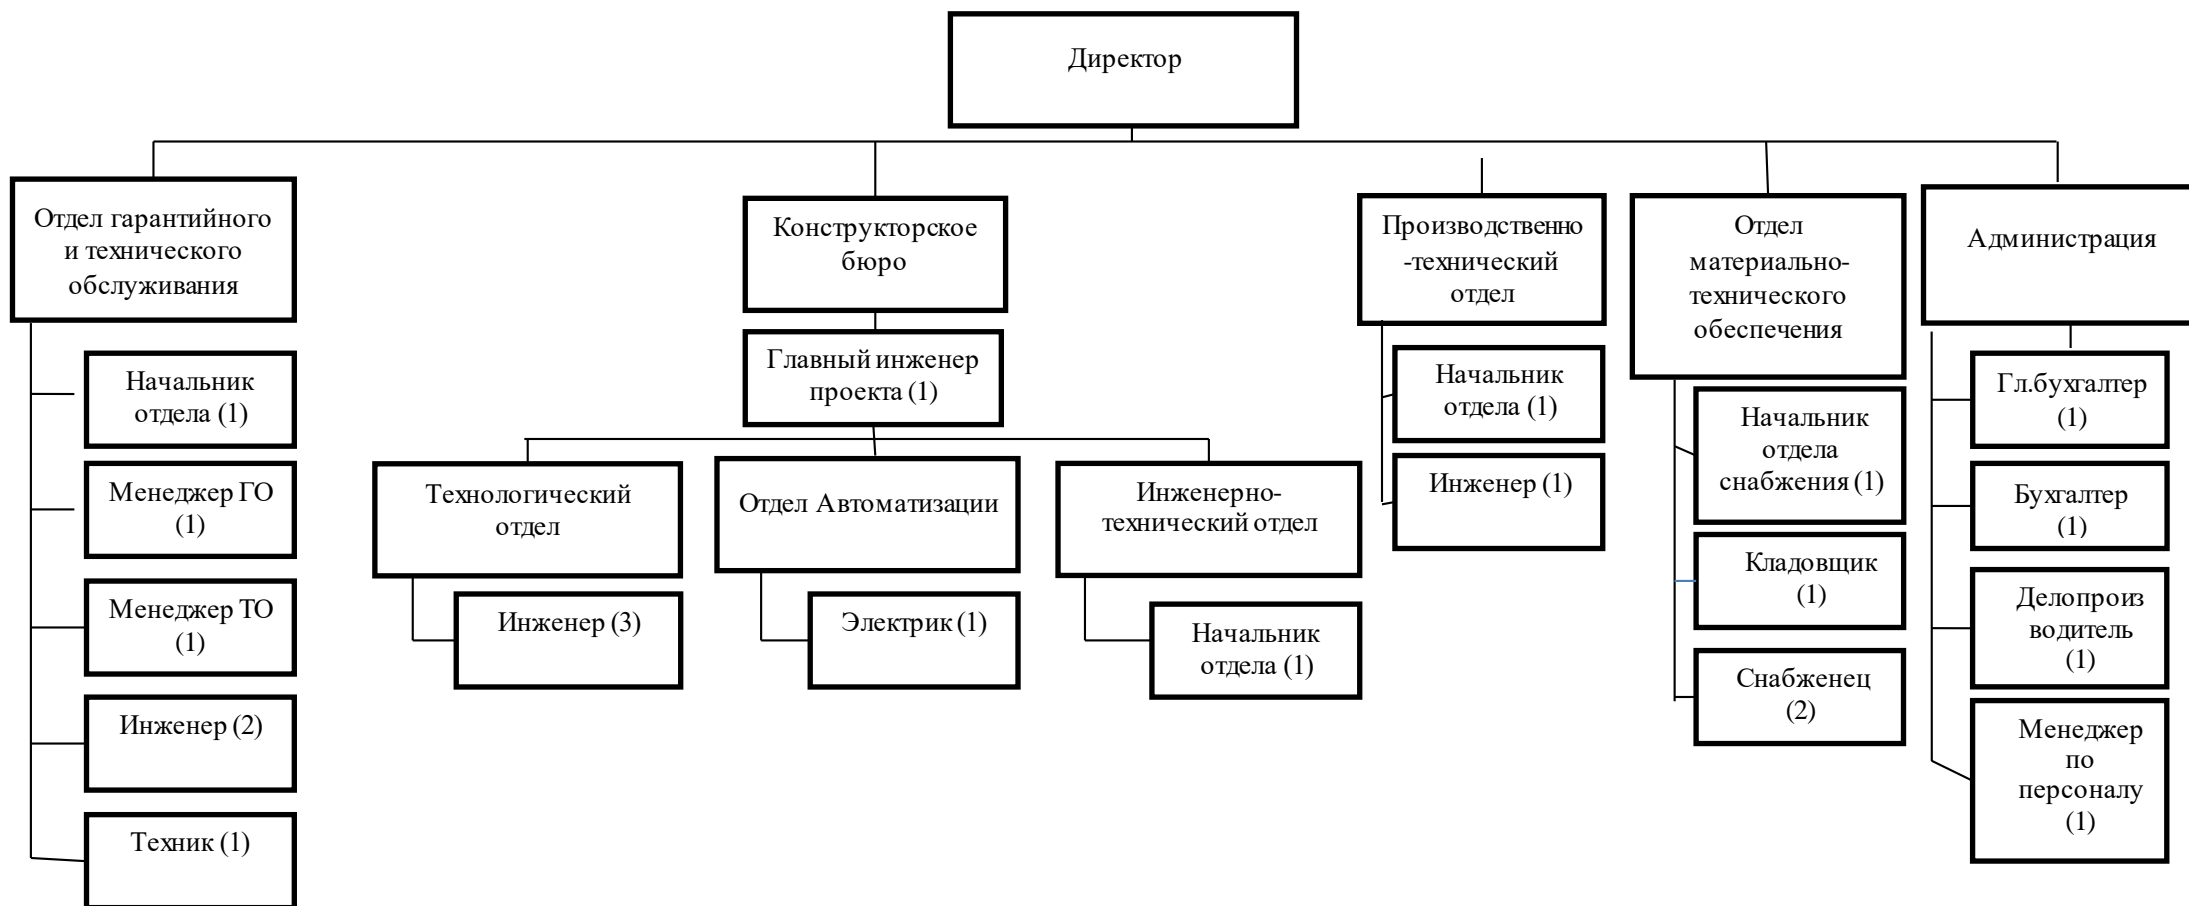 Директор
Отдел гарантийного
и технического
обслуживания
Начальник
отдела (1)
Менеджер ГО
(1)
Менеджер ТО
(1)
Инженер (2)
Техник (1)
Конструкторское
бюро
Главный инженер
проекта (1)
Технологический
отдел
Инженер (3)
Отдел Автоматизации
Электрик (1)
Инженерно-
технический отдел
Начальник
отдела (1)
Производственно
-технический
отдел
Начальник
отдела (1)
Инженер (1)
Отдел
материально-
технического
обеспечения
Начальник
отдела
снабжения (1)
Кладовщик
(1)
Снабженец
(2)
Администрация
Гл.бухгалтер
(1)
Бухгалтер
(1)
Делопроиз
водитель
(1)
Менеджер
по
персоналу
(1)